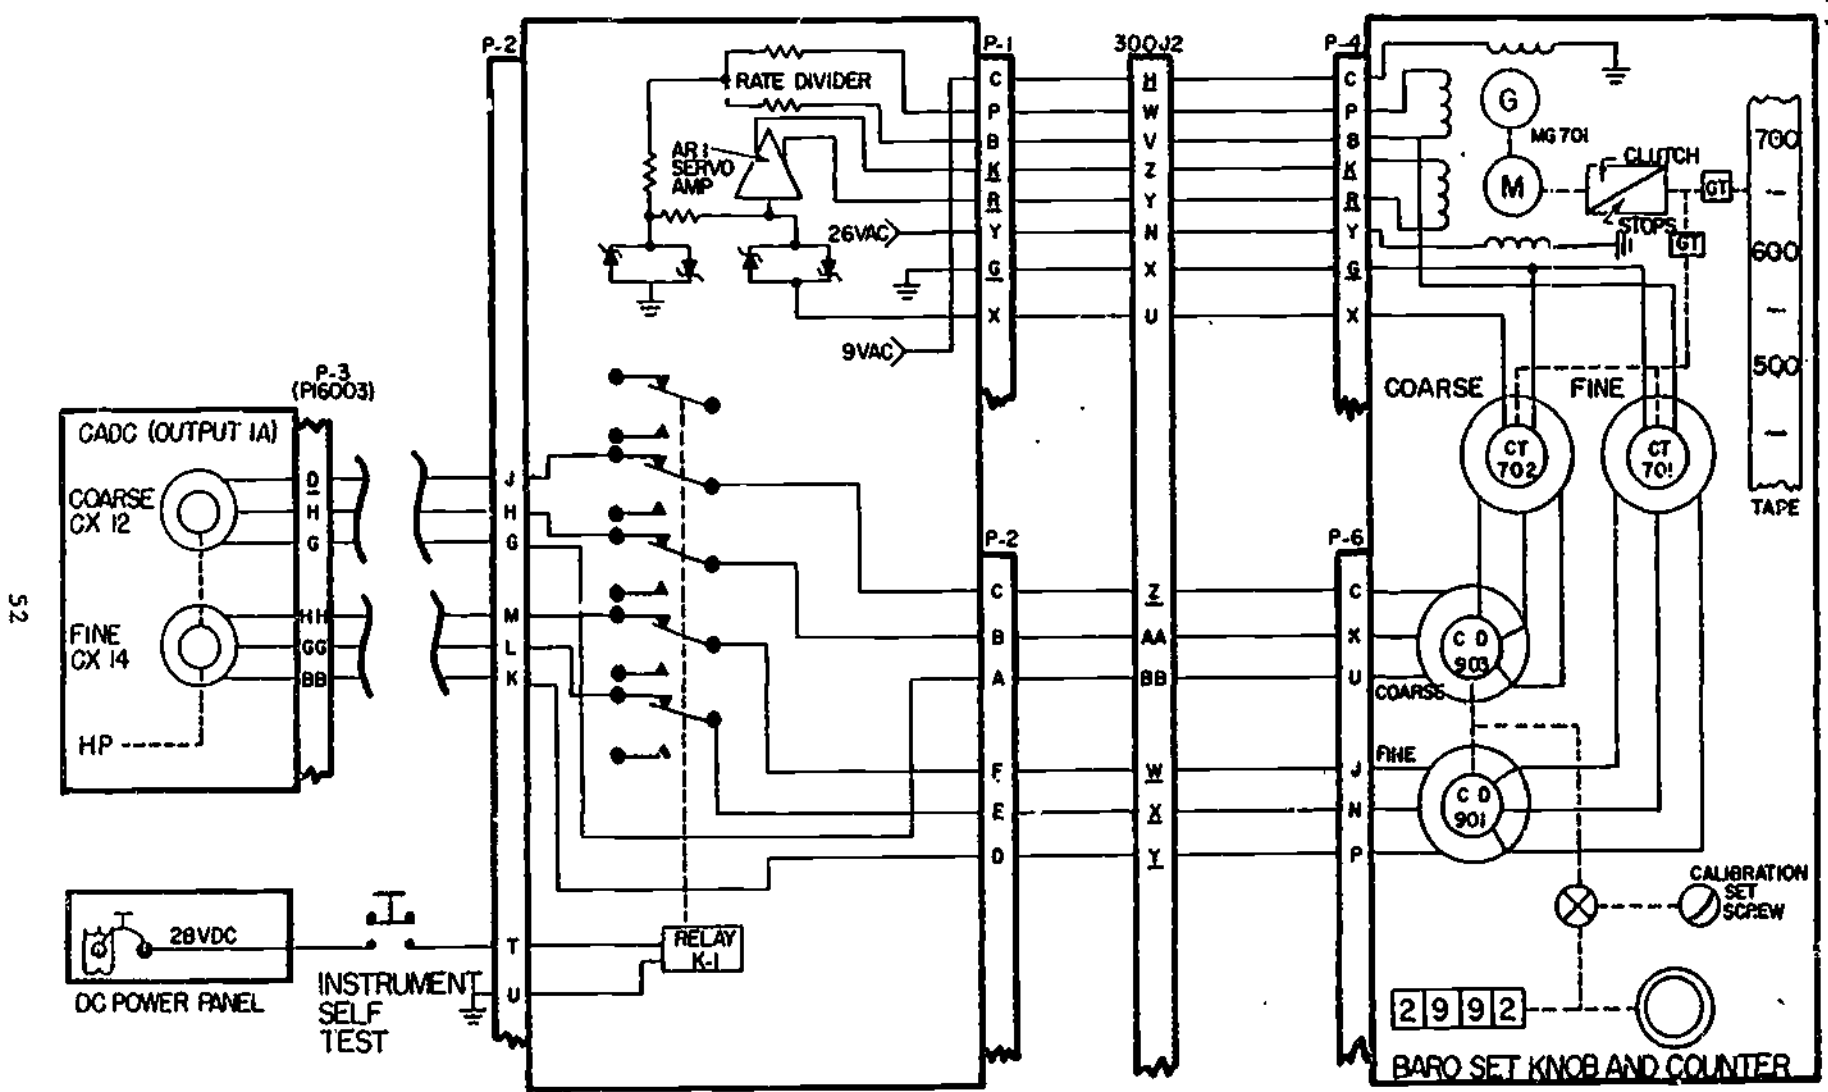 P-2
P-1
300J2
P-4
RATE DIVIDER
AR 1
SERVO
AMP
26VAC
9VAC
C
P
B
K
R
Y
G
X
H
W
V
Z
Y
N
X
U
C
P
B
K
R
Y
G
X
G
MG 701
M
CLUTCH
STOPS
GT
GT
700
600
500
TAPE
COARSE
FINE
CT
702
CT
701
P-3
(P16003)
CADC (OUTPUT 1A)
COARSE
CX 12
FINE
CX 14
HP
D
H
G
HH
GG
BB
J
H
G
M
L
K
T
U
P-2
C
B
A
F
E
D
Z
AA
BB
W
X
Y
P-6
C
X
U
J
N
P
COARSE
FINE
C D
903
C D
901
CALIBRATION
SET
SCREW
RELAY
K-1
28VDC
DC POWER PANEL
INSTRUMENT
SELF
TEST
2992
BARO SET KNOB AND COUNTER
52